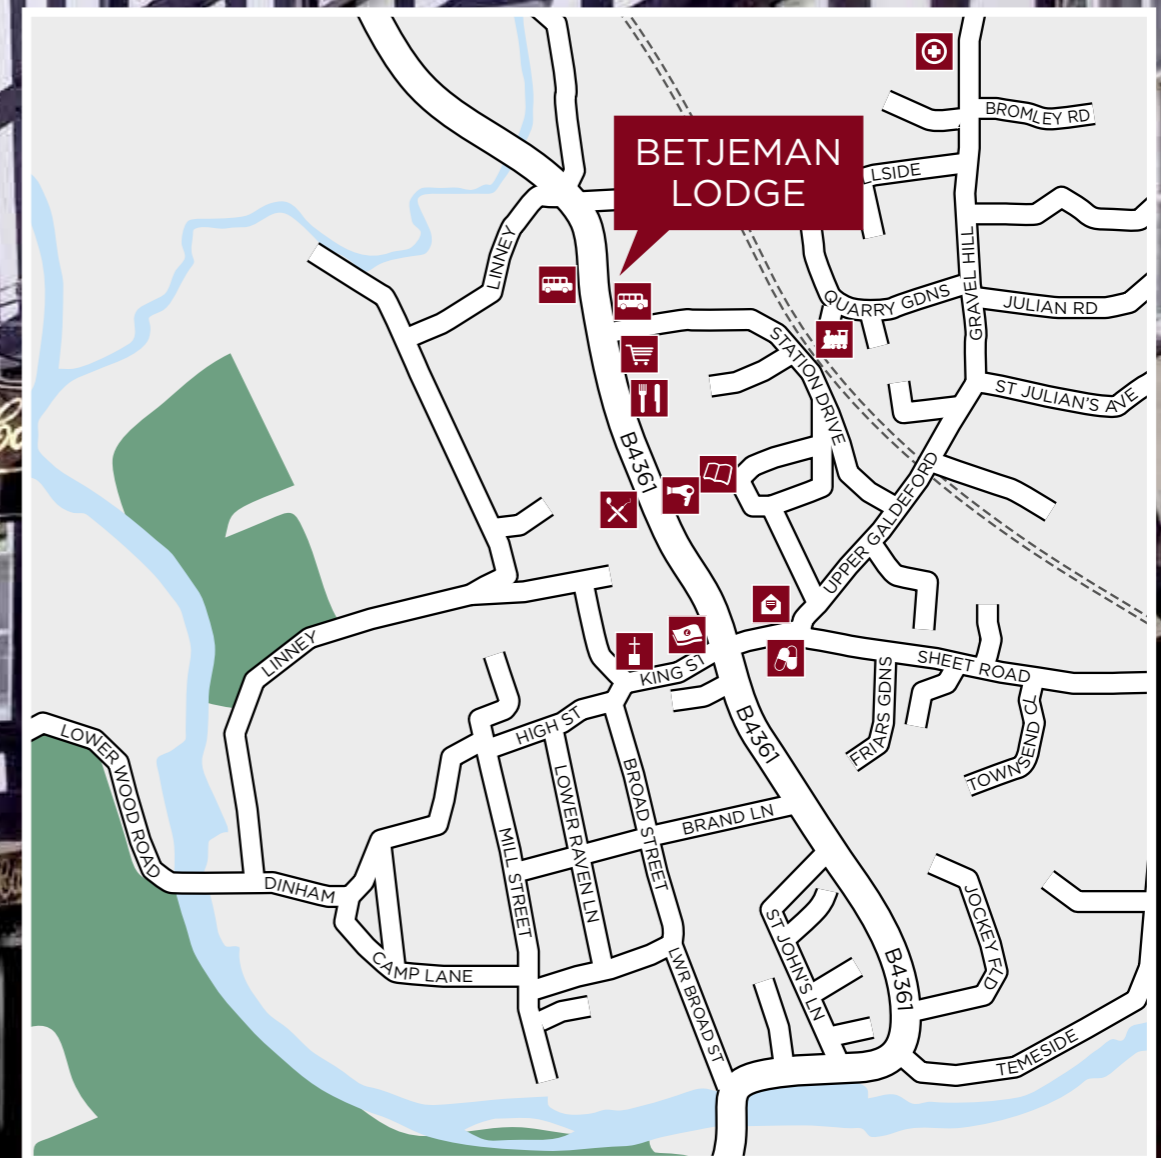 BROMLEY RD
BETJEMAN
LODGE
LLSIDE
LINNEY
GRAVEL HILL
QUARRY GDNS
JULIAN RD
STATION DRIVE
ST JULIAN'S AVE
B4361
UPPER GALDEFORD
LINNEY
KING ST
SHEET ROAD
FRIARS GDNS
TOWNSEND CL
HIGH ST
B4361
LOWER WOOD ROAD
LOWER RAVEN LN
BROAD STREET
BRAND LN
MILL STREET
DINHAM
CAMP LANE
ST JOHN'S LN
JOCKEY FLD
B4361
LWR BROAD ST
TEMESIDE